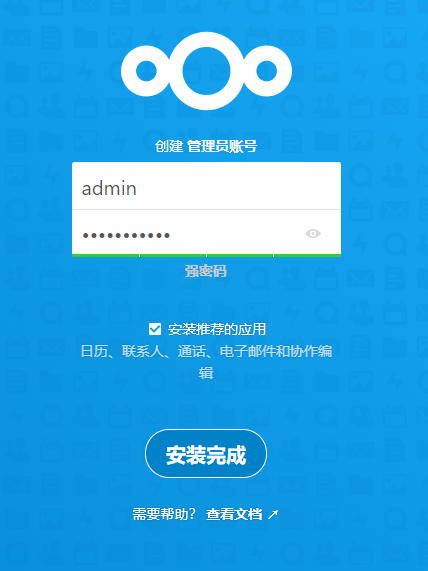 创建 管理员账号
admin
•••••••••••
强密码
安装推荐的应用
日历、联系人、通话、电子邮件和协作编
辑
安装完成
需要帮助? 查看文档 ↗